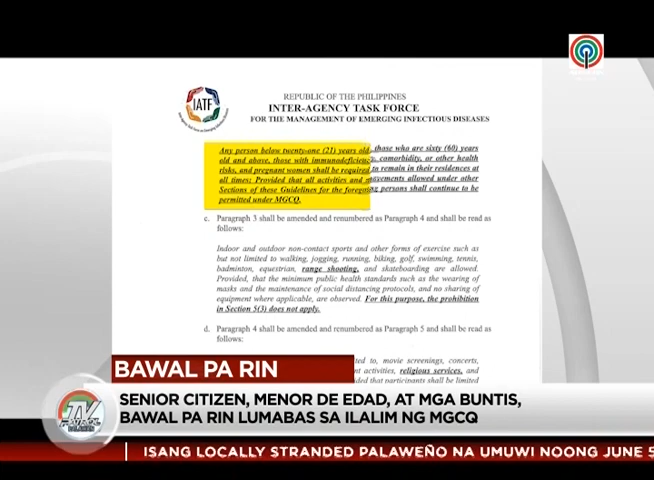 IATF
REPUBLIC OF THE PHILIPPINES
INTER-AGENCY TASK FORCE
FOR THE MANAGEMENT OF EMERGING INFECTIOUS DISEASES
Any person below twenty-one (21) years old, those who are sixty (60) years
old and above, those with immunodeficiency, comorbidity, or other health
risks, and pregnant women shall be required to remain in their residences at
all times: Provided that all activities and movements allowed under other
Sections of these Guidelines for the foregoing persons shall continue to be
permitted under MGCQ.
c. Paragraph 3 shall be amended and renumbered as Paragraph 4 and shall be read as
follows:
Indoor and outdoor non-contact sports and other forms of exercise such as
but not limited to walking, jogging, running, biking, golf, swimming, tennis,
badminton, equestrian, range shooting, and skateboarding are allowed.
Provided, that the minimum public health standards such as the wearing of
masks and the maintenance of social distancing protocols, and no sharing of
equipment where applicable, are observed. For this purpose, the prohibition
in Section 5(3) does not apply.
d. Paragraph 4 shall be amended and renumbered as Paragraph 5 and shall be read as
follows:
ted to, movie screenings, concerts,
nt activities, religious services, and
ded that participants shall be limited
BAWAL PA RIN
SENIOR CITIZEN, MENOR DE EDAD, AT MGA BUNTIS,
BAWAL PA RIN LUMABAS SA ILALIM NG MGCQ
TV PATROL
PALAWAN
ISANG LOCALLY STRANDED PALAWEÑO NA UMUWI NOONG JUNE 5